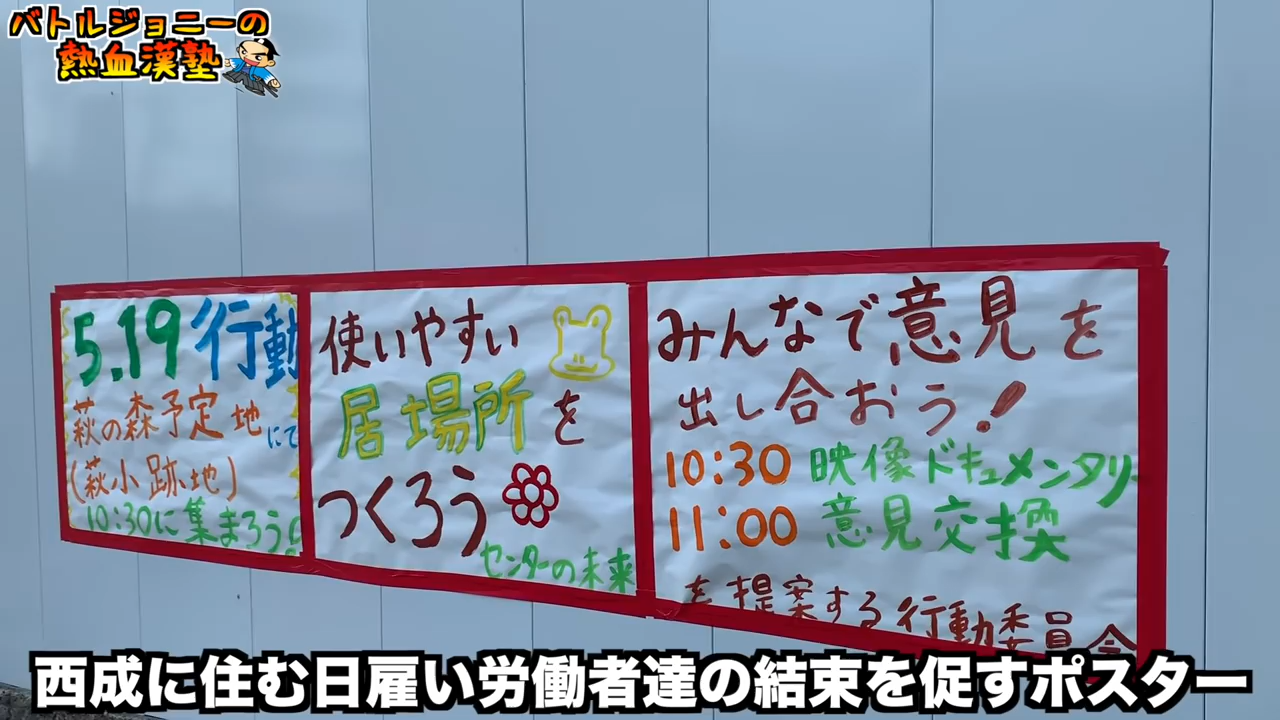 バトルジョニーの
熱血漢塾
5.19行動
萩の森予定地にて
(萩小跡地)
10:30に集まろう!
使いやすい
居場所を
つくろう
センターの未来
みんなで意見を
出し合おう!
10:30 映像ドキュメンタリー
11:00 意見交換
を提案する行動委員会
西成に住む日雇い労働者達の結束を促すポスター